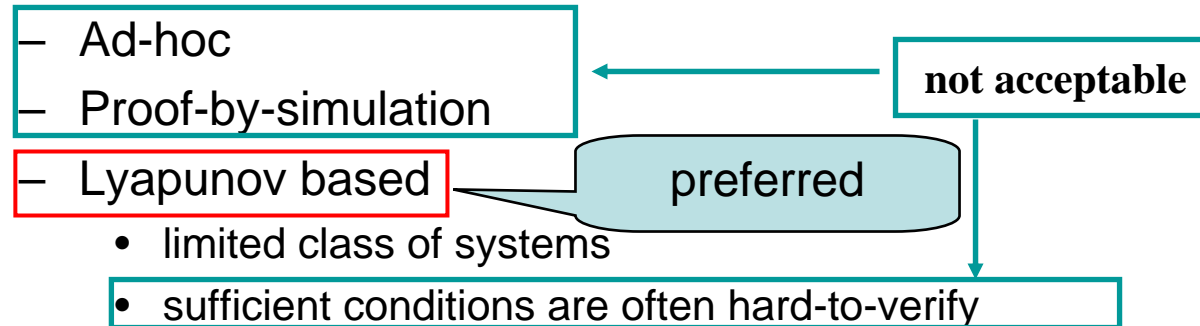 – Ad-hoc
– Proof-by-simulation
not acceptable
– Lyapunov based
preferred
• limited class of systems
• sufficient conditions are often hard-to-verify